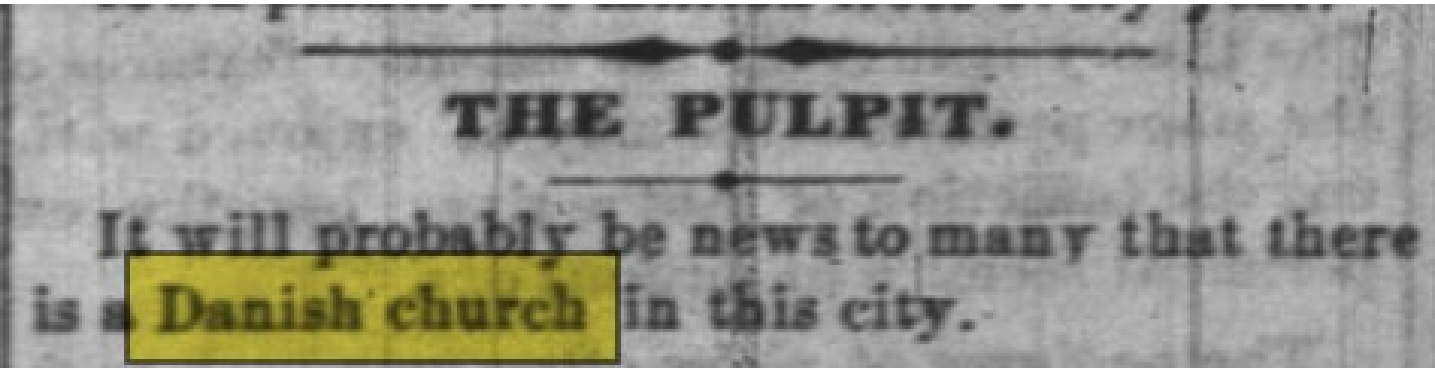 THE PULPIT.
It will probably be news to many that there
is a Danish church in this city.